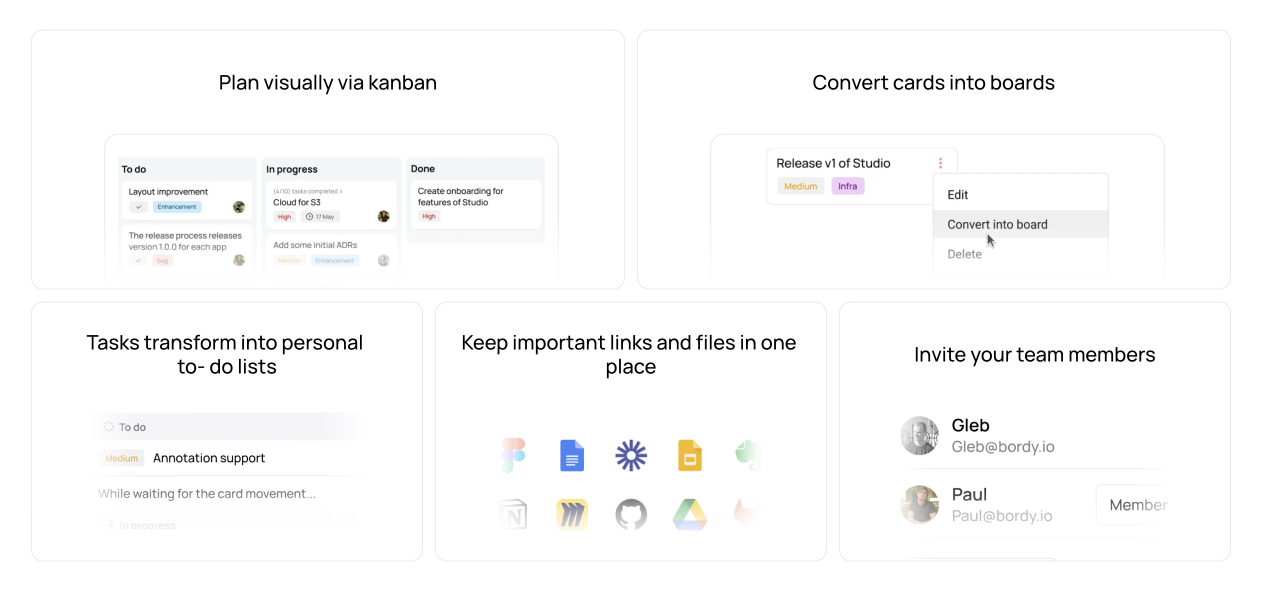 Plan visually via kanban
To do
Layout improvement
Enhancement
The release process releases
version 1.0.0 for each app
bug
In progress
(4/10) tasks completed >
Cloud for S3
High
17 May
Add some initial ADRs
Medium
Enhancement
Done
Create onboarding for
features of Studio
High
Convert cards into boards
Release v1 of Studio
Medium
Infra
Edit
Convert into board
Delete
Tasks transform into personal
to- do lists
To do
Medium
Annotation support
While waiting for the card movement...
In progress
Keep important links and files in one
place
N
Invite your team members
Gleb
Gleb@bordy.io
Paul
Paul@bordy.io
Member